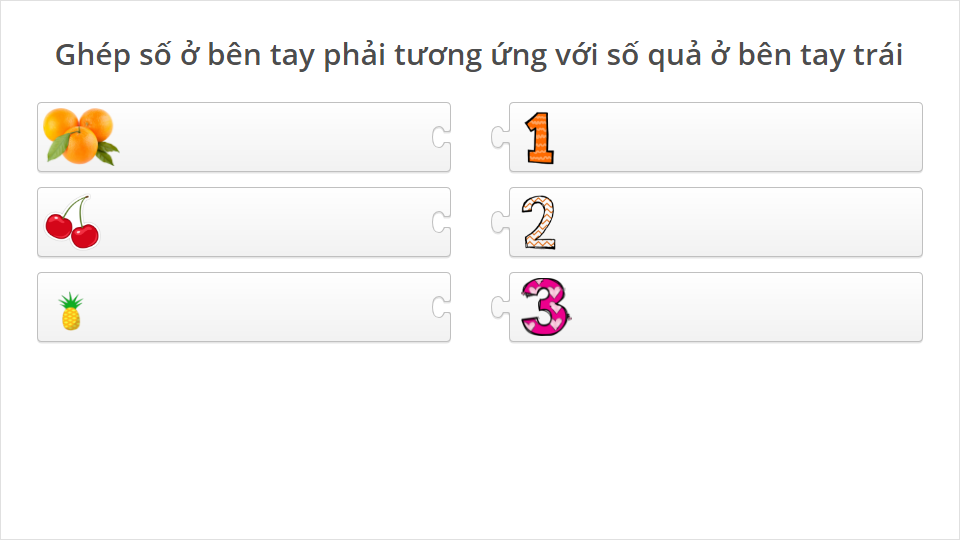 Ghép số ở bên tay phải tương ứng với số quả ở bên tay trái
1
2
3